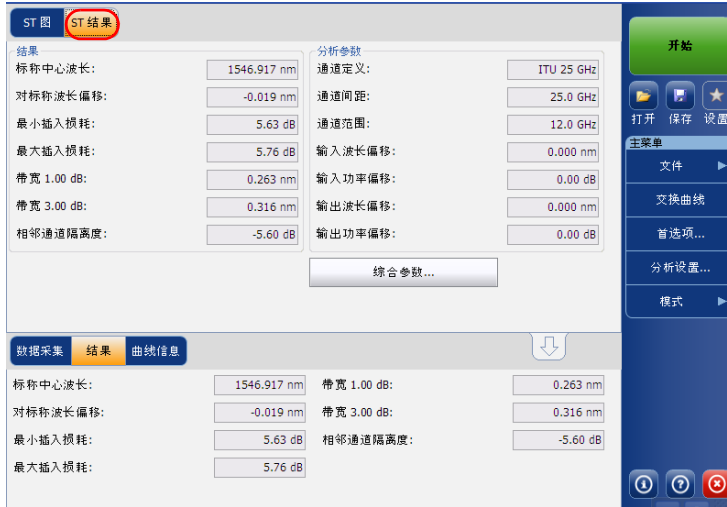 ST 图
ST 结果
结果
标称中心波长: 1546.917 nm
对标称波长偏移: -0.019 nm
最小插入损耗: 5.63 dB
最大插入损耗: 5.76 dB
带宽 1.00 dB: 0.263 nm
带宽 3.00 dB: 0.316 nm
相邻通道隔离度: -5.60 dB
分析参数
通道定义: ITU 25 GHz
通道间距: 25.0 GHz
通道范围: 12.0 GHz
输入波长偏移: 0.000 nm
输入功率偏移: 0.00 dB
输出波长偏移: 0.000 nm
输出功率偏移: 0.00 dB
综合参数...
数据采集
结果
曲线信息
标称中心波长: 1546.917 nm
对标称波长偏移: -0.019 nm
最小插入损耗: 5.63 dB
最大插入损耗: 5.76 dB
带宽 1.00 dB: 0.263 nm
带宽 3.00 dB: 0.316 nm
相邻通道隔离度: -5.60 dB
开始
打开
保存
设置
主菜单
文件
交换曲线
首选项...
分析设置...
模式